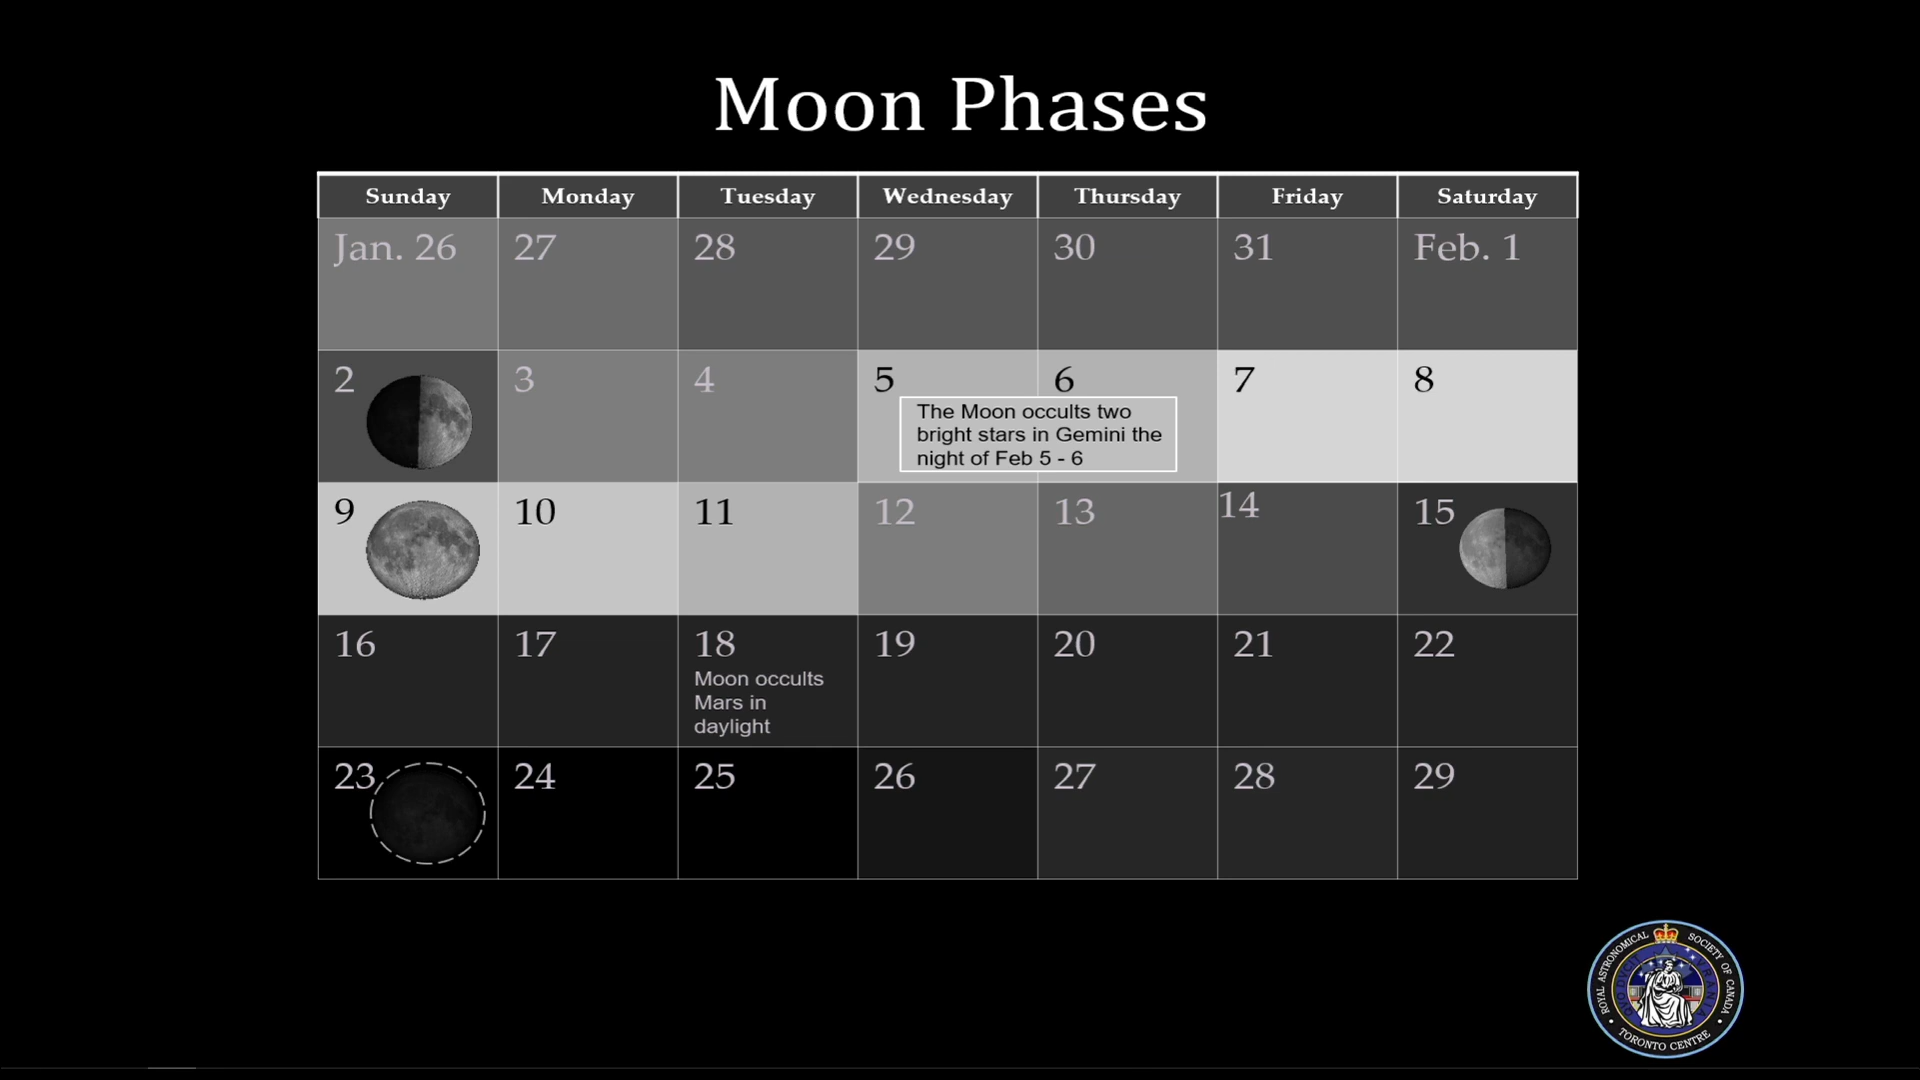 Moon Phases
Sunday Monday Tuesday Wednesday Thursday Friday Saturday
Jan. 26 27 28 29 30 31 Feb. 1
2 3 4 5 6 7 8
The Moon occults two
bright stars in Gemini the
night of Feb 5 - 6
9 10 11 12 13 14 15
16 17 18 19 20 21 22
Moon occults
Mars in
daylight
23 24 25 26 27 28 29
ROYAL ASTRONOMICAL SOCIETY OF CANADA
• TORONTO CENTRE •